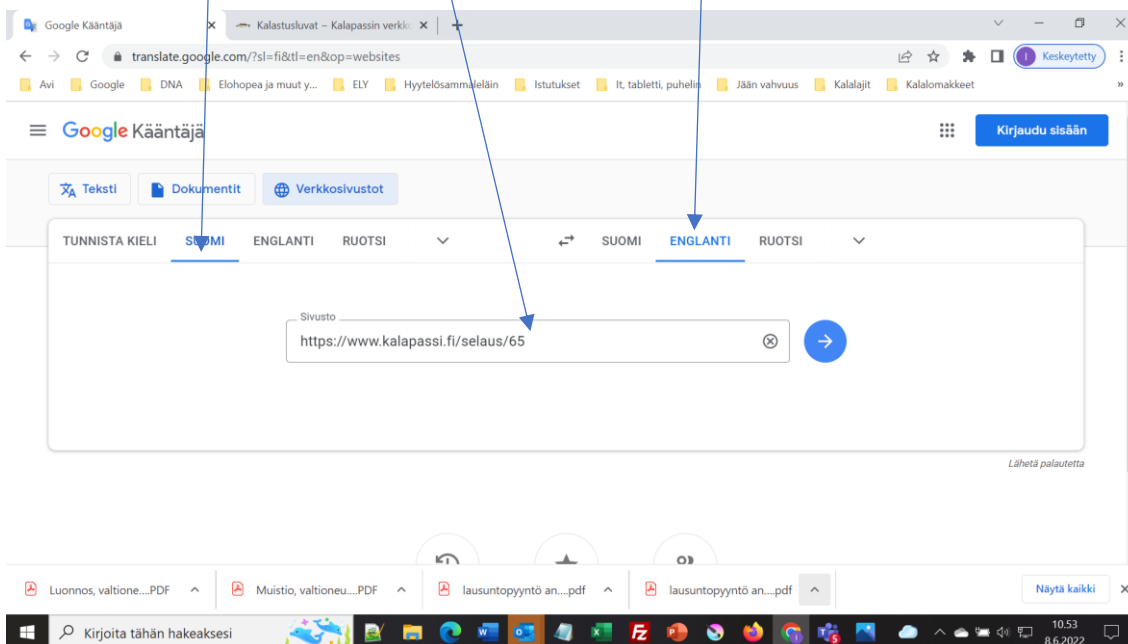 Google Kääntäjä
Kalastusluvat – Kalapassin verkko
translate.google.com/?sl=fi&tl=en&op=websites
Keskeytetty
Avi Google DNA Elohopea ja muut y... ELY Hyytelösammaleläin Istutukset It, tabletti, puhelin Jään vahvuus Kalalajit Kalalomakkeet »
Google Kääntäjä
Kirjaudu sisään
Teksti Dokumentit Verkkosivustot
TUNNISTA KIELI SUOMI ENGLANTI RUOTSI SUOMI ENGLANTI RUOTSI
Sivusto
https://www.kalapassi.fi/selaus/65
Lähetä palautetta
Luonnos, valtione....PDF Muistio, valtioneu....PDF lausuntopyyntö an....pdf lausuntopyyntö an....pdf Näytä kaikki
Kirjoita tähän hakeaksesi
10.53
8.6.2022